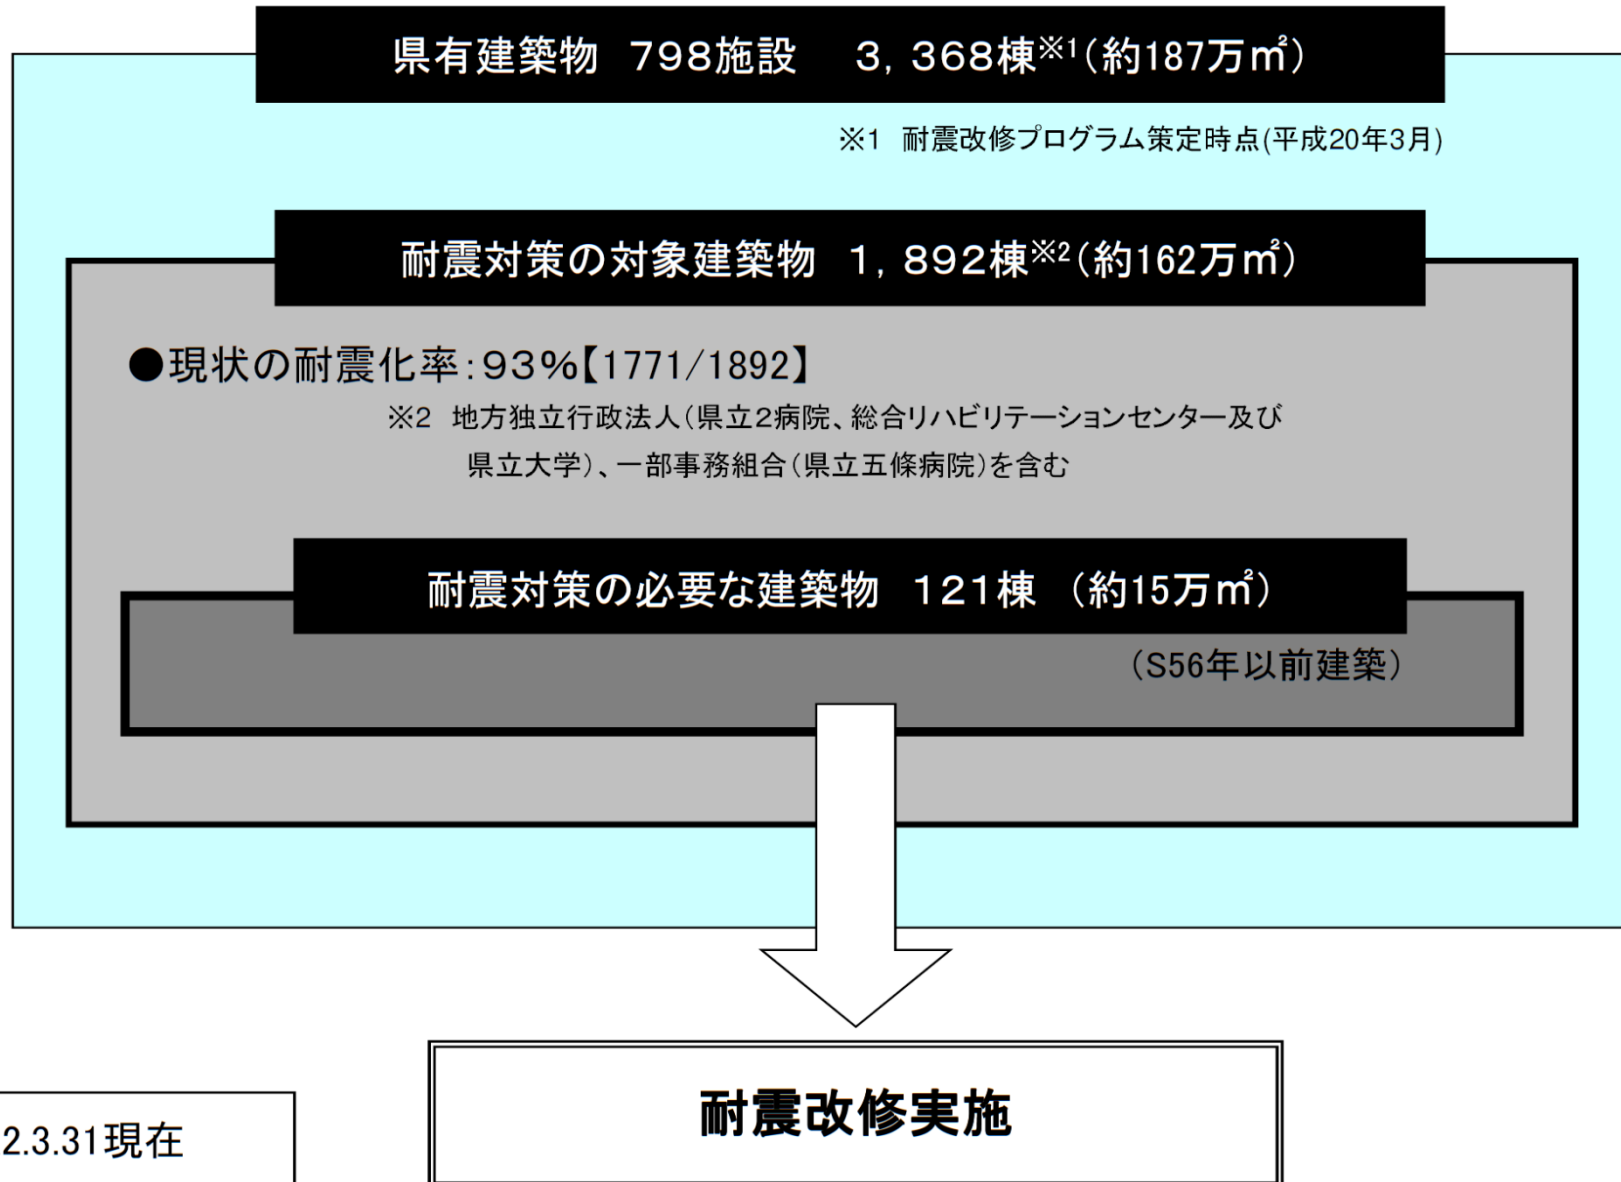 県有建築物　798施設　3,368棟※1(約187万㎡)
※1　耐震改修プログラム策定時点(平成20年3月)
耐震対策の対象建築物　1,892棟※2(約162万㎡)
●現状の耐震化率:93%【1771/1892】
※2　地方独立行政法人(県立2病院、総合リハビリテーションセンター及び
県立大学)、一部事務組合(県立五條病院)を含む
耐震対策の必要な建築物　121棟　(約15万㎡)
(S56年以前建築)
耐震改修実施
2.3.31現在